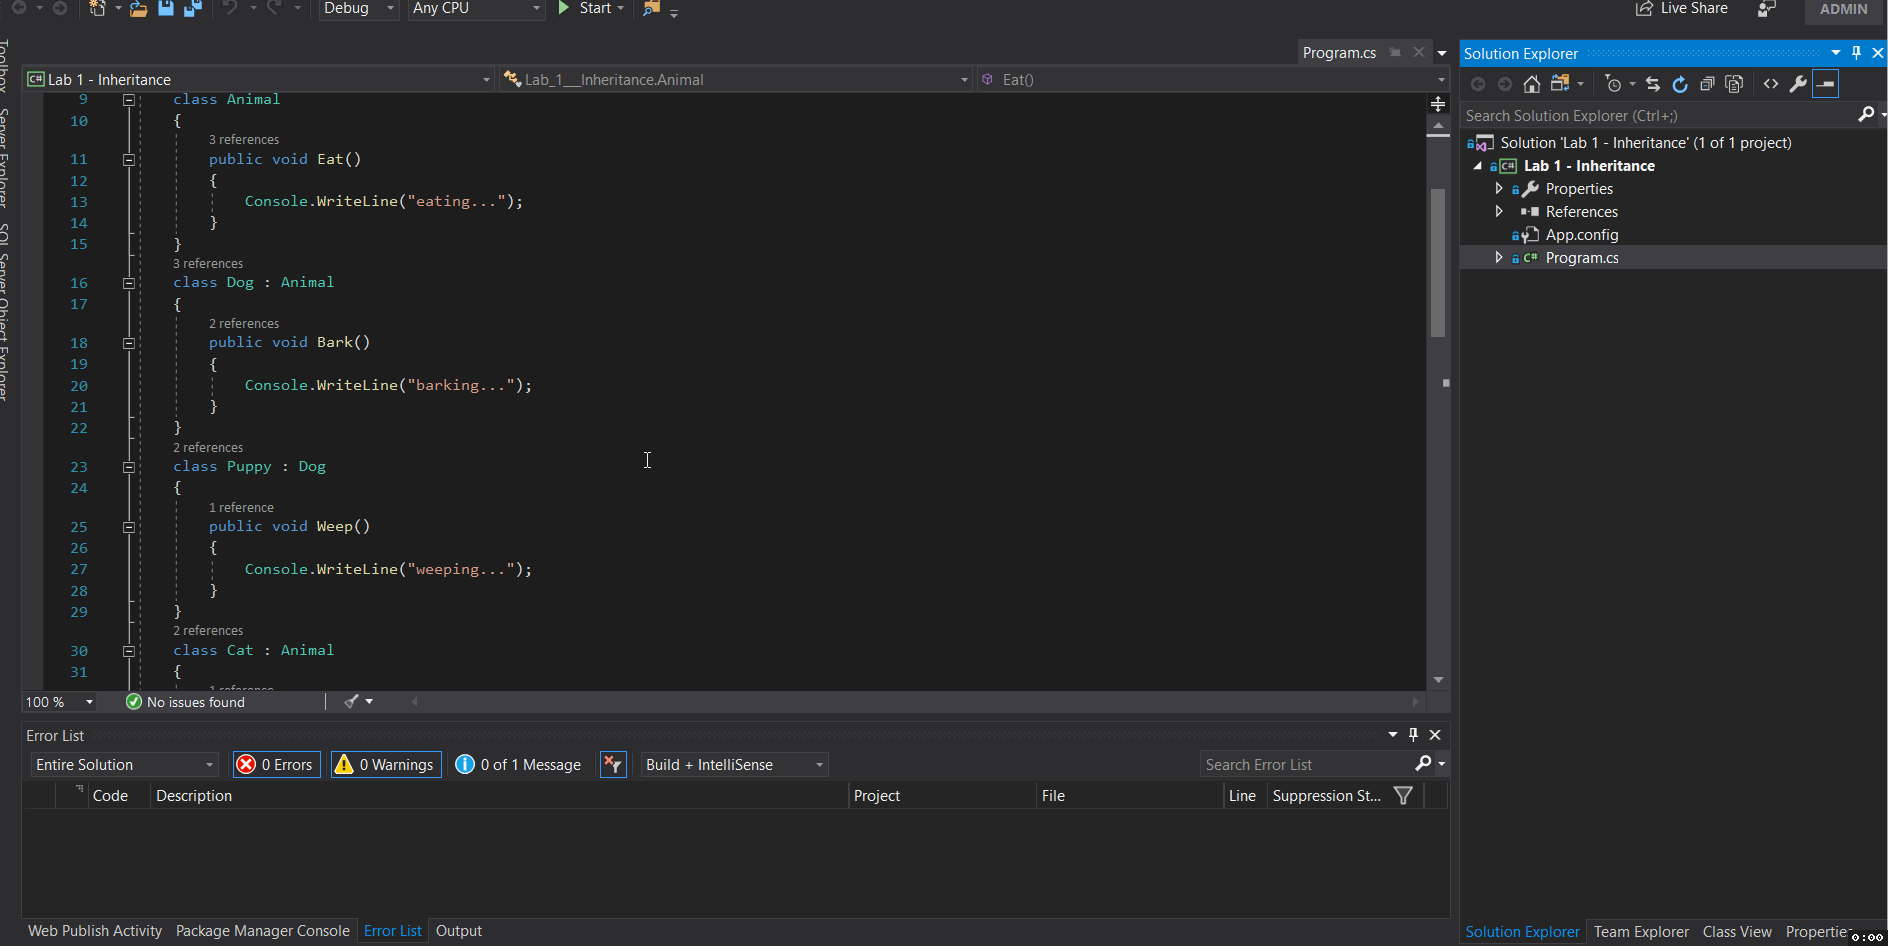 Debug Any CPU Start Live Share ADMIN
Program.cs
Solution Explorer
C# Lab 1 - Inheritance Lab_1__Inheritance.Animal Eat()
Search Solution Explorer (Ctrl+;)
Toolbox
Server Explorer
SQL Server Object Explorer
9 class Animal
10 {
3 references
11 public void Eat()
12 {
13 Console.WriteLine("eating...");
14 }
15 }
3 references
16 class Dog : Animal
17 {
2 references
18 public void Bark()
19 {
20 Console.WriteLine("barking...");
21 }
22 }
2 references
23 class Puppy : Dog
24 {
1 reference
25 public void Weep()
26 {
27 Console.WriteLine("weeping...");
28 }
29 }
2 references
30 class Cat : Animal
31 {
1 reference
Solution 'Lab 1 - Inheritance' (1 of 1 project)
C# Lab 1 - Inheritance
Properties
References
App.config
C# Program.cs
100 % No issues found
Error List
Entire Solution 0 Errors 0 Warnings 0 of 1 Message Build + IntelliSense Search Error List
Code Description Project File Line Suppression St...
Web Publish Activity Package Manager Console Error List Output
Solution Explorer Team Explorer Class View Propertie
0:00